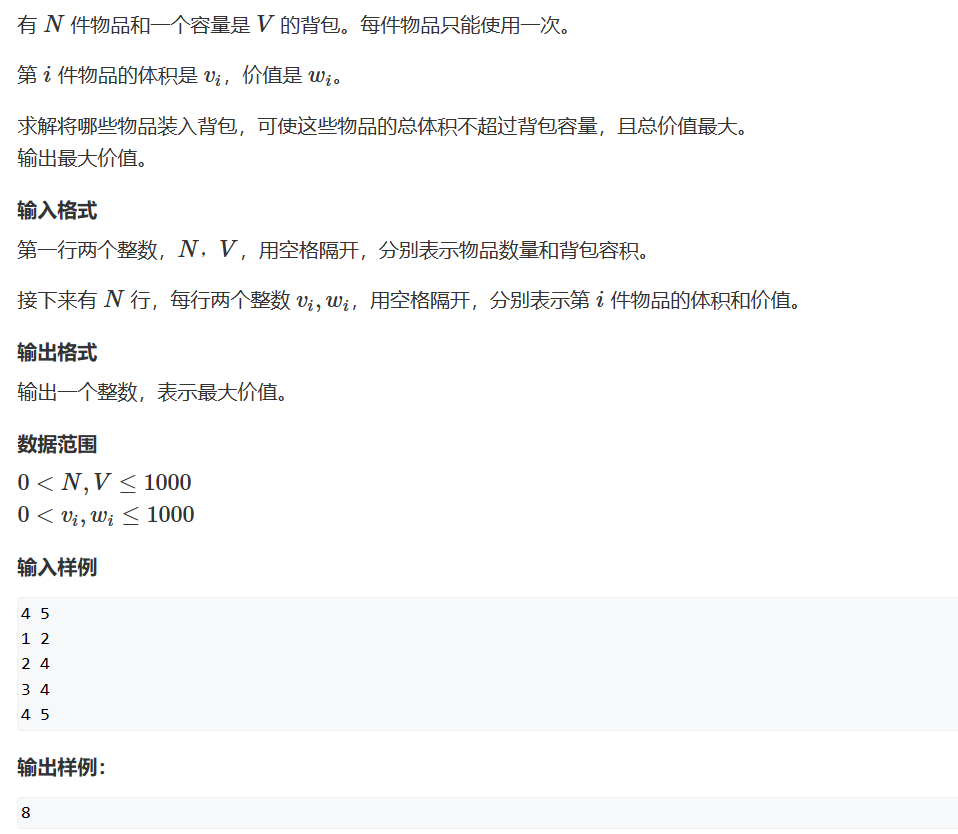 有 N 件物品和一个容量是 V 的背包。每件物品只能使用一次。
第 i 件物品的体积是 vᵢ，价值是 wᵢ。
求解将哪些物品装入背包，可使这些物品的总体积不超过背包容量，且总价值最大。
输出最大价值。
输入格式
第一行两个整数，N，V，用空格隔开，分别表示物品数量和背包容积。
接下来有 N 行，每行两个整数 vᵢ, wᵢ，用空格隔开，分别表示第 i 件物品的体积和价值。
输出格式
输出一个整数，表示最大价值。
数据范围
0 < N, V ≤ 1000
0 < vᵢ, wᵢ ≤ 1000
输入样例
4 5
1 2
2 4
3 4
4 5
输出样例：
8